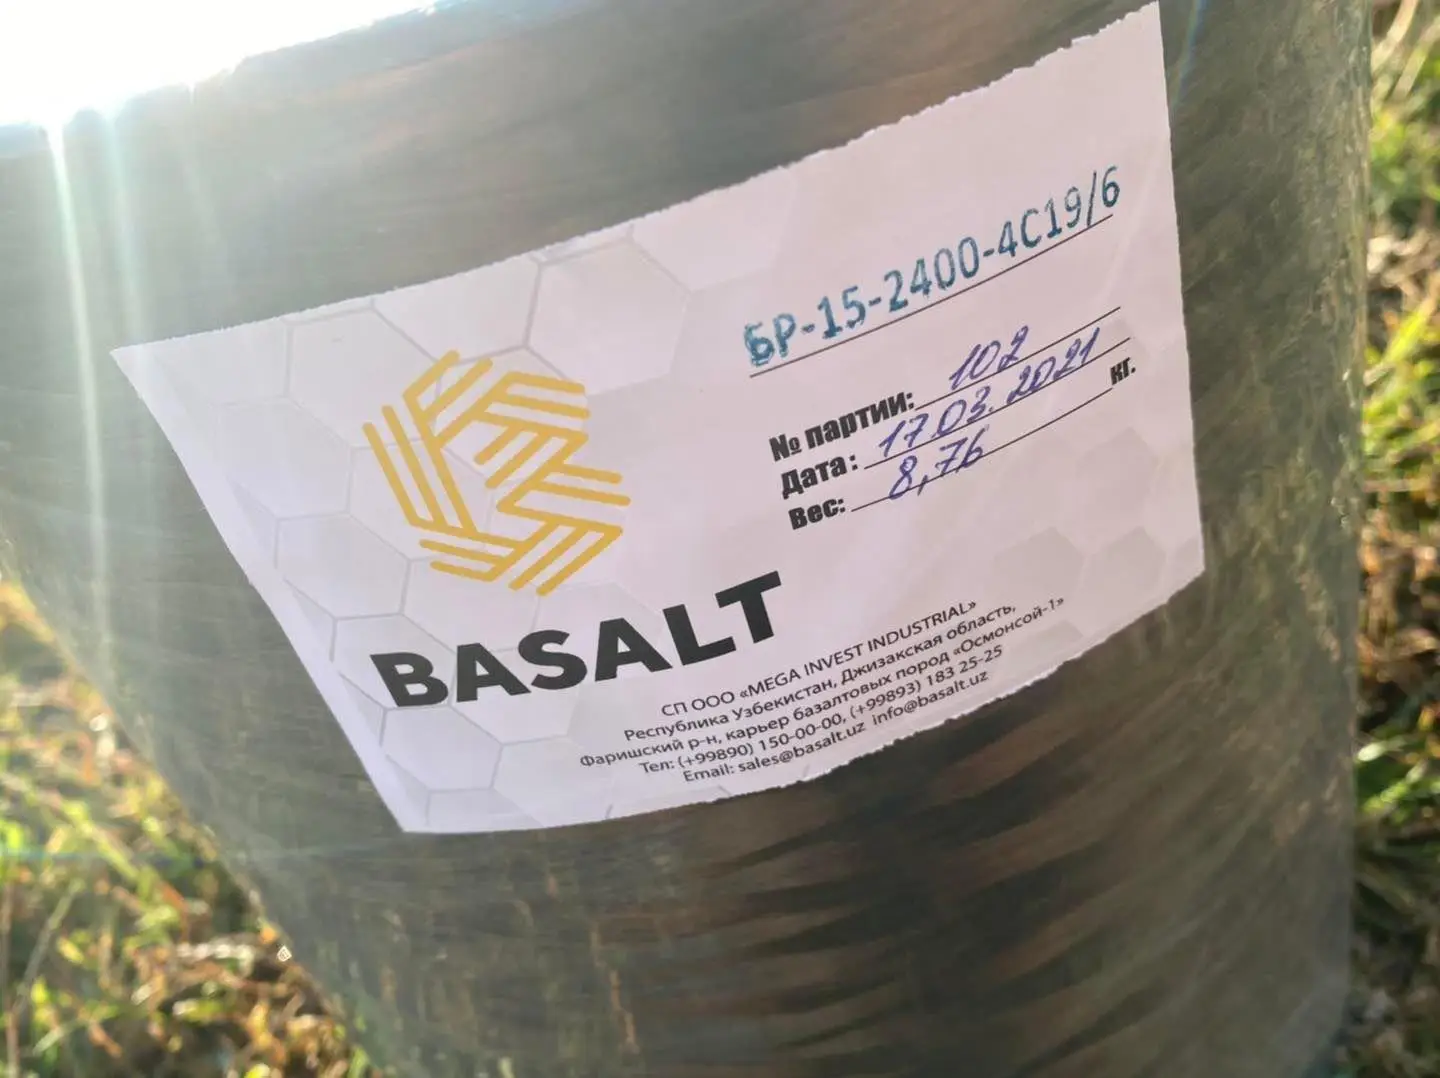 БР-15-2400-4С19/6
№ партии: 102
Дата: 17.03.2021
Вес: 8,76 кг.
BASALT
СП ООО «MEGA INVEST INDUSTRIAL»
Республика Узбекистан, Джизакская область,
Фаришский р-н, карьер базалтовых пород «Осмонсой-1»
Тел: (+99890) 150-00-00, (+99893) 183 25-25
Email: sales@basalt.uz info@basalt.uz